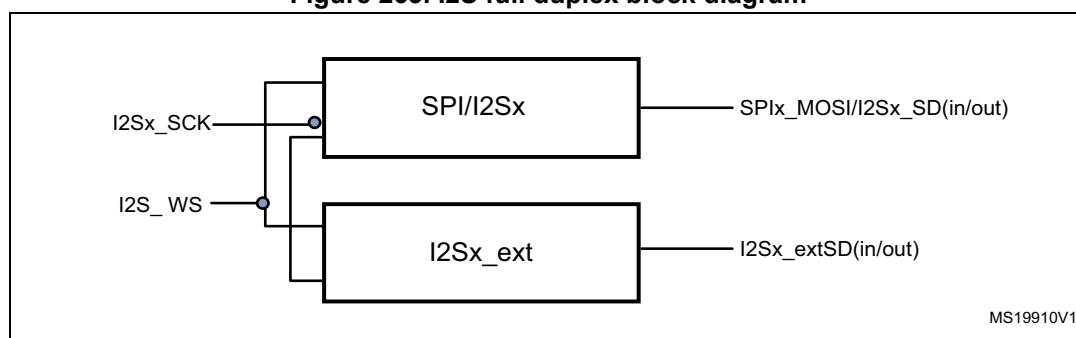 Figure I2S full duplex block diagram
SPI/I2Sx
SPIx_MOSI/I2Sx_SD(in/out)
I2Sx_SCK
I2S_ WS
I2Sx_ext
I2Sx_extSD(in/out)
MS19910V1